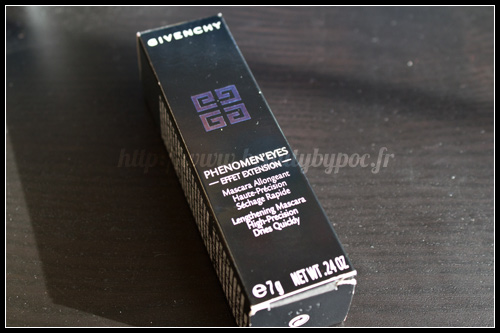 GIVENCHY
PHENOMEN'EYES
— EFFET EXTENSION —
Mascara Allongeant
Haute-Précision
Séchage Rapide
Lengthening Mascara
High-Precision
Dries Quickly
e 7g NET WT. .24 OZ